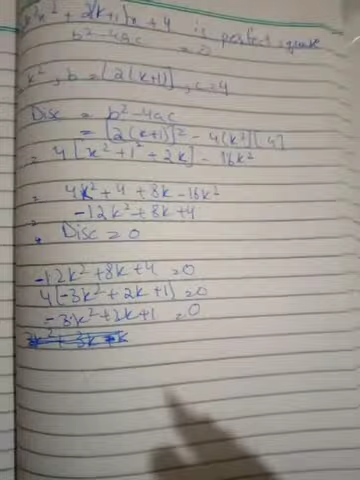 k²x² + 2(k+1)x + 4 is perfect square
b² - 4ac = 0
k², b = [2(k+1)], c=4
Disc = b² - 4ac
= [2(k+1)]² - 4(k²)(4)
= 4[x² + 1² + 2k] - 16k²
= 4k² + 4 + 8k - 16k²
= -12k² + 8k + 4
Disc = 0
-12k² + 8k + 4 = 0
4(-3k² + 2k + 1) = 0
-3k² + 2k + 1 = 0